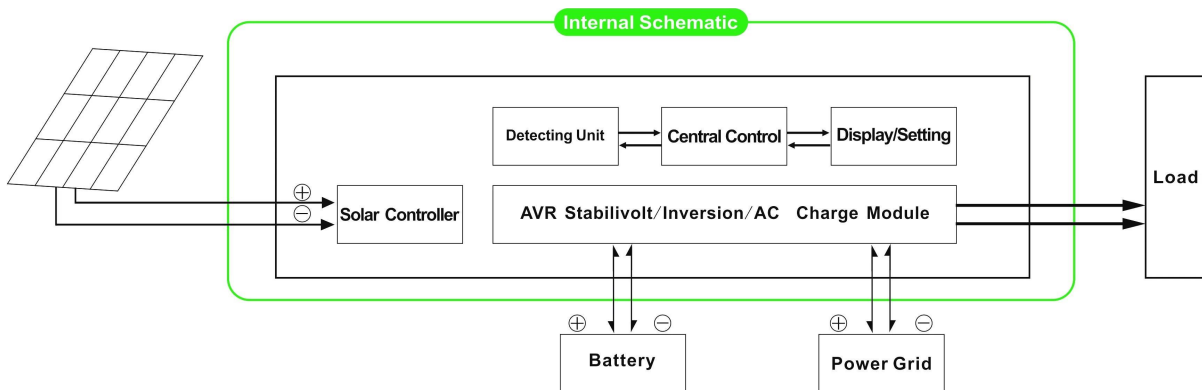 Internal Schematic
Detecting Unit
Central Control
Display/Setting
Load
+
−
Solar Controller
AVR Stabilivolt/Inversion/AC Charge Module
+ −
+ −
Battery
Power Grid